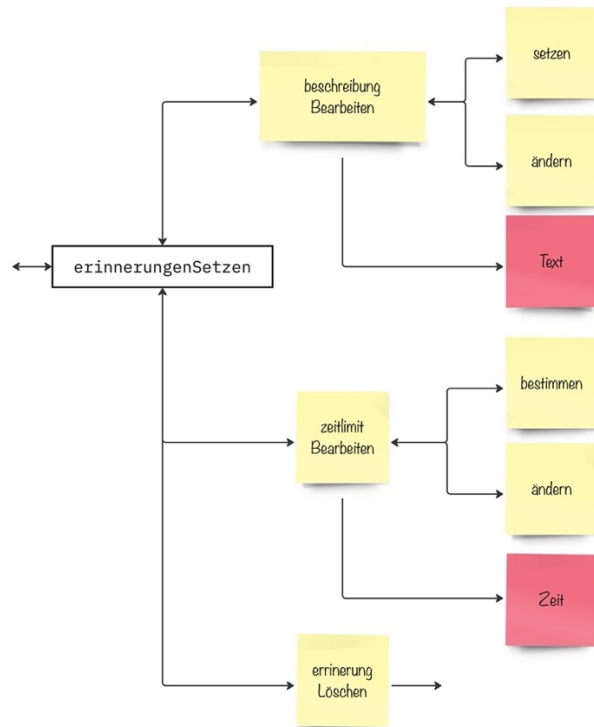 setzen
beschreibung
Bearbeiten
ändern
Text
erinnerungenSetzen
bestimmen
zeitlimit
Bearbeiten
ändern
Zeit
errinerung
Löschen